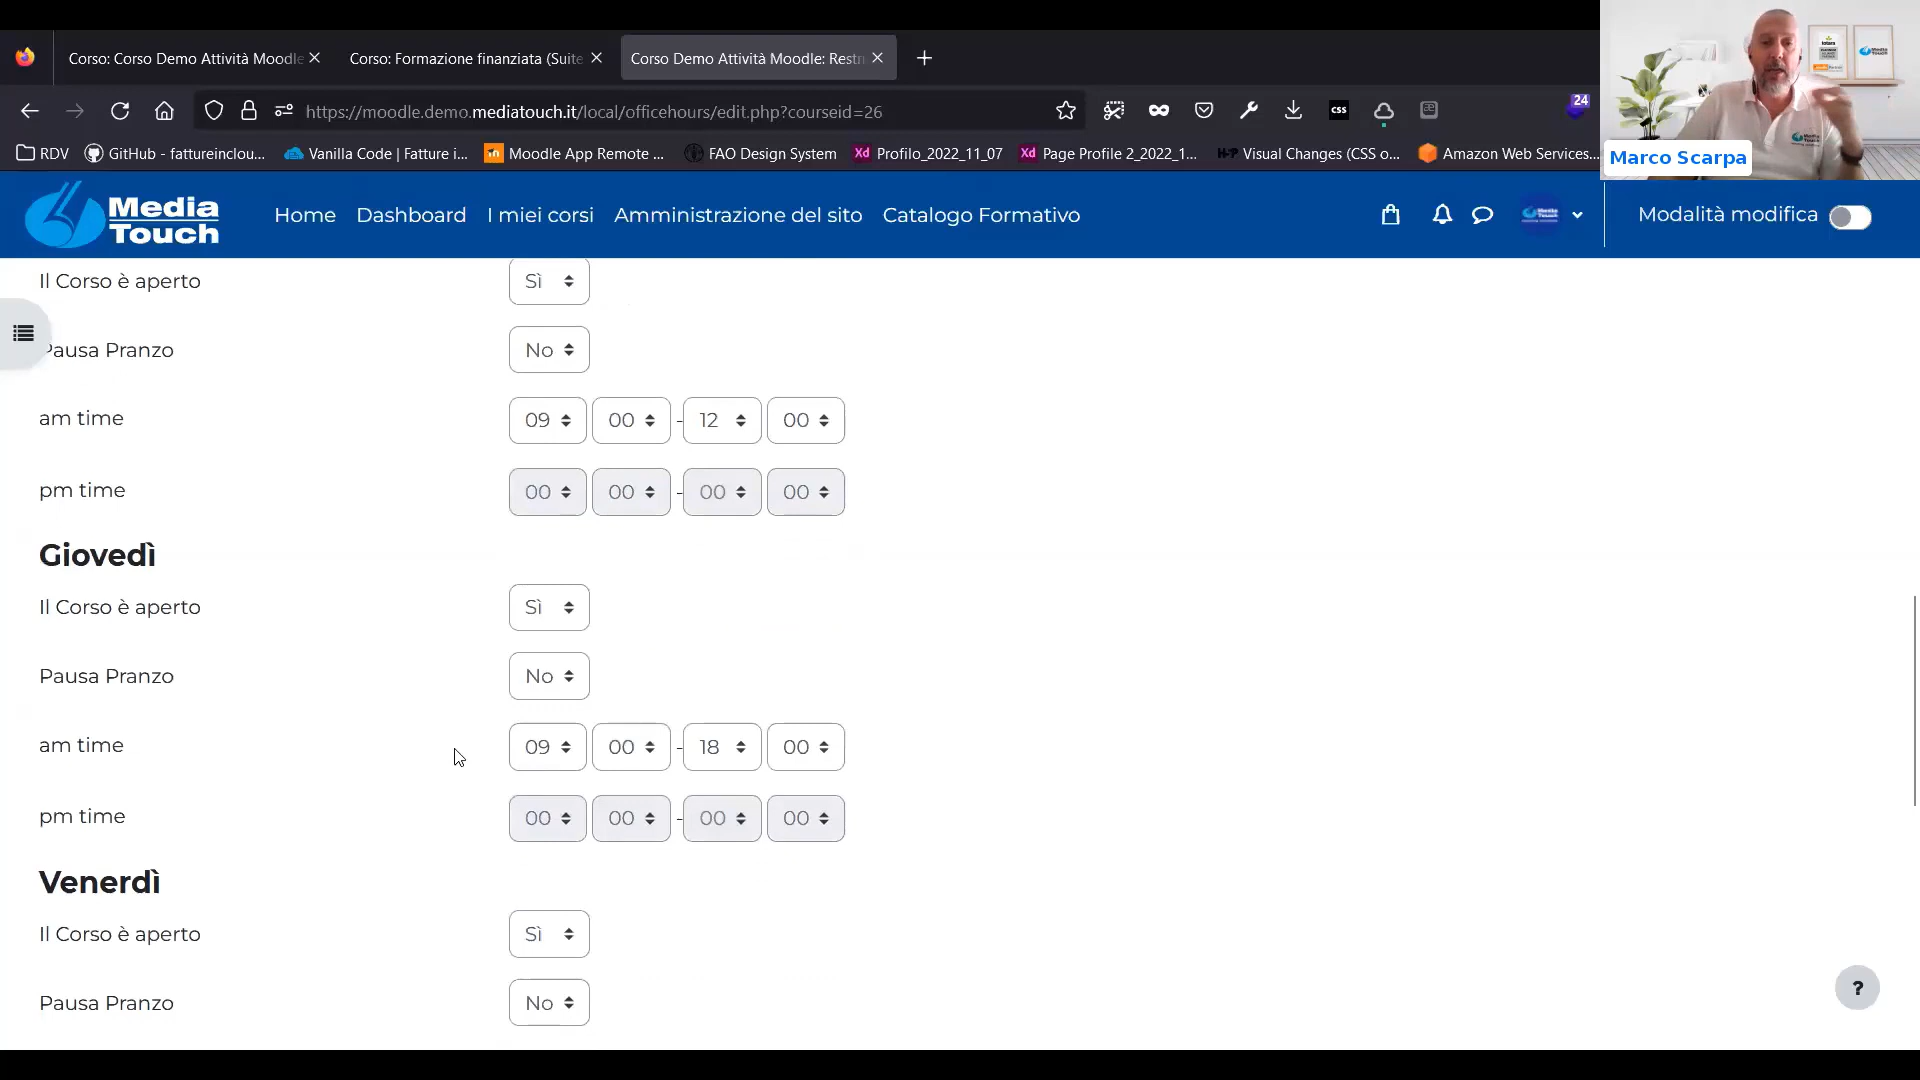 Corso: Corso Demo Attività Moodle
Corso: Formazione finanziata (Suite
Corso Demo Attività Moodle: Restr
https://moodle.demo.mediatouch.it/local/officehours/edit.php?courseid=26
css
24
RDV
GitHub - fattureinclou...
Vanilla Code | Fatture i...
Moodle App Remote ...
FAO Design System
Xd Profilo_2022_11_07
Xd Page Profile 2_2022_1...
Visual Changes (CSS o...
Amazon Web Services...
Marco Scarpa
Media Touch
Home
Dashboard
I miei corsi
Amministrazione del sito
Catalogo Formativo
Modalità modifica
Il Corso è aperto
Sì
Pausa Pranzo
No
am time
09 00 - 12 00
pm time
00 00 - 00 00
Giovedì
Il Corso è aperto
Sì
Pausa Pranzo
No
am time
09 00 - 18 00
pm time
00 00 - 00 00
Venerdì
Il Corso è aperto
Sì
Pausa Pranzo
No
?